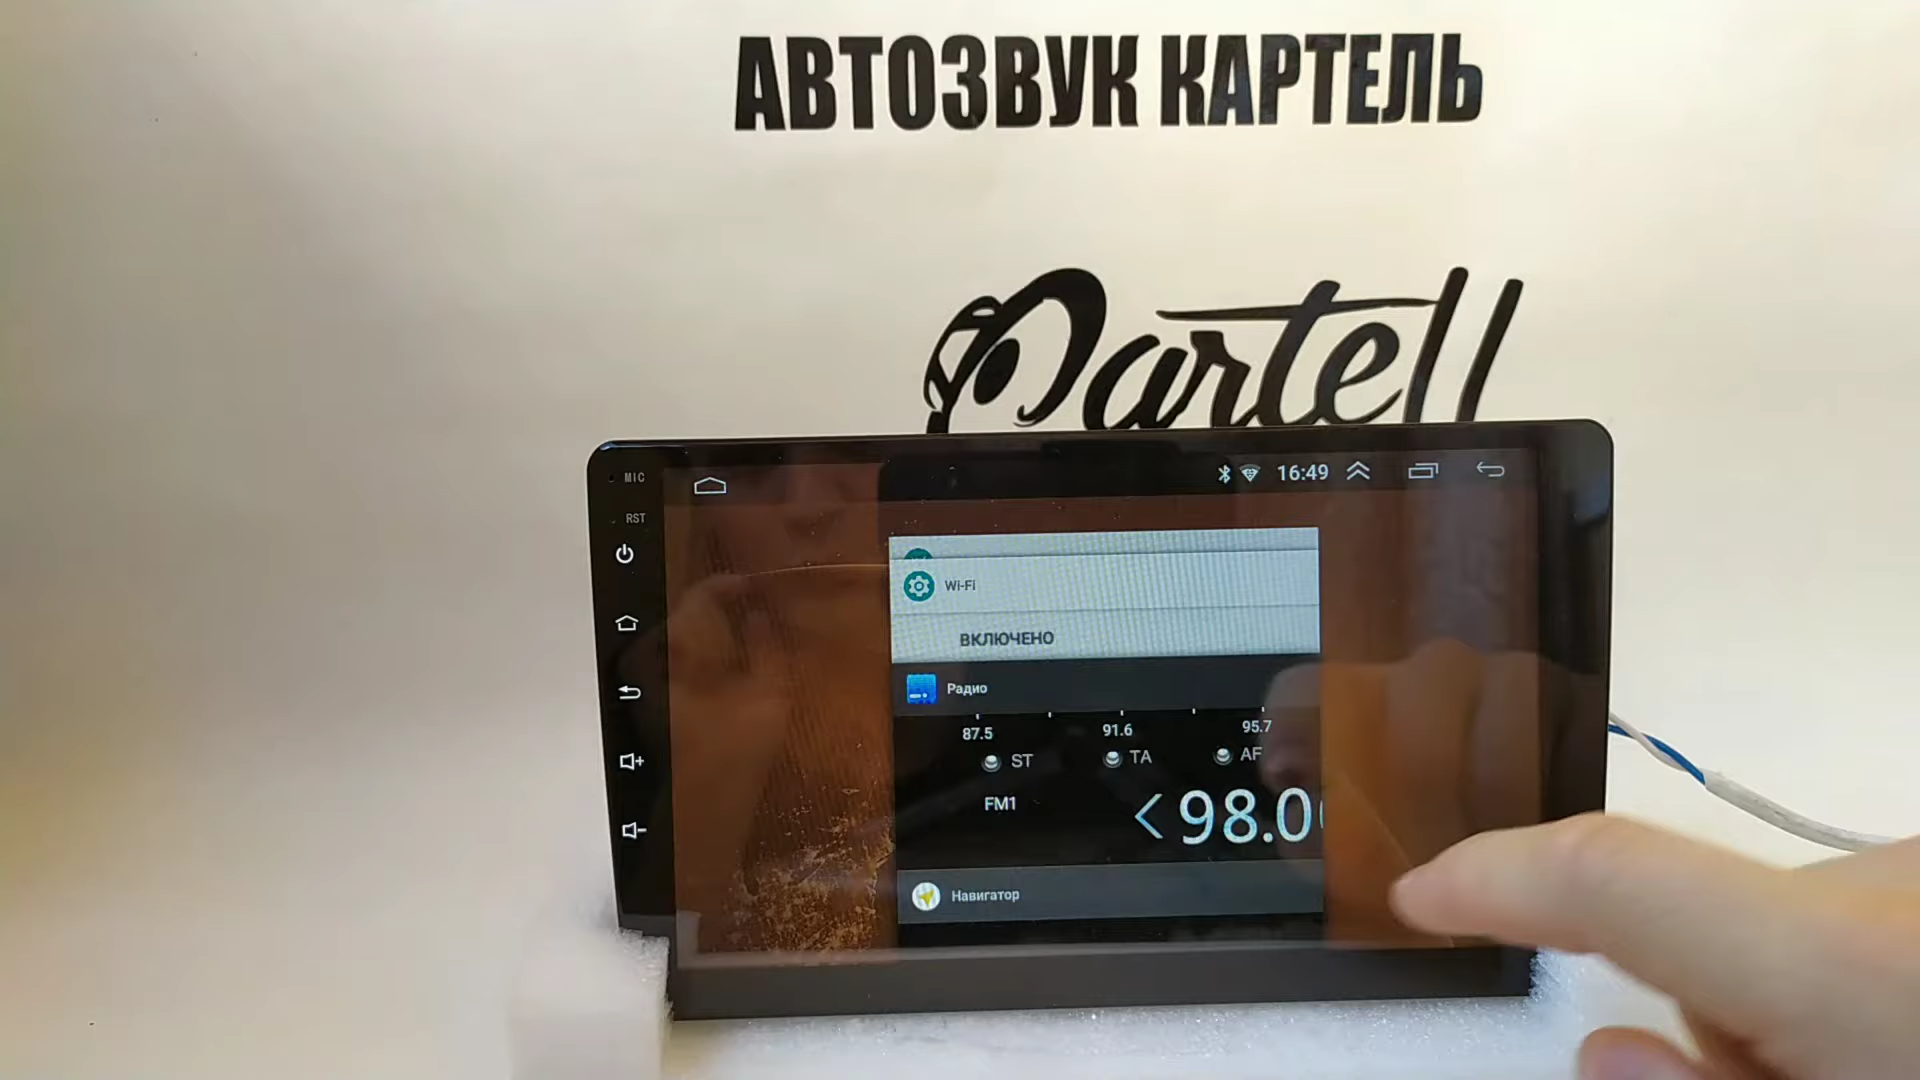 АВТОЗВУК КАРТЕЛЬ
Cartell
MIC
RST
16:49
Wi-Fi
ВКЛЮЧЕНО
Радио
87.5 91.6 95.7
ST TA AF
FM1
<98.0
Навигатор